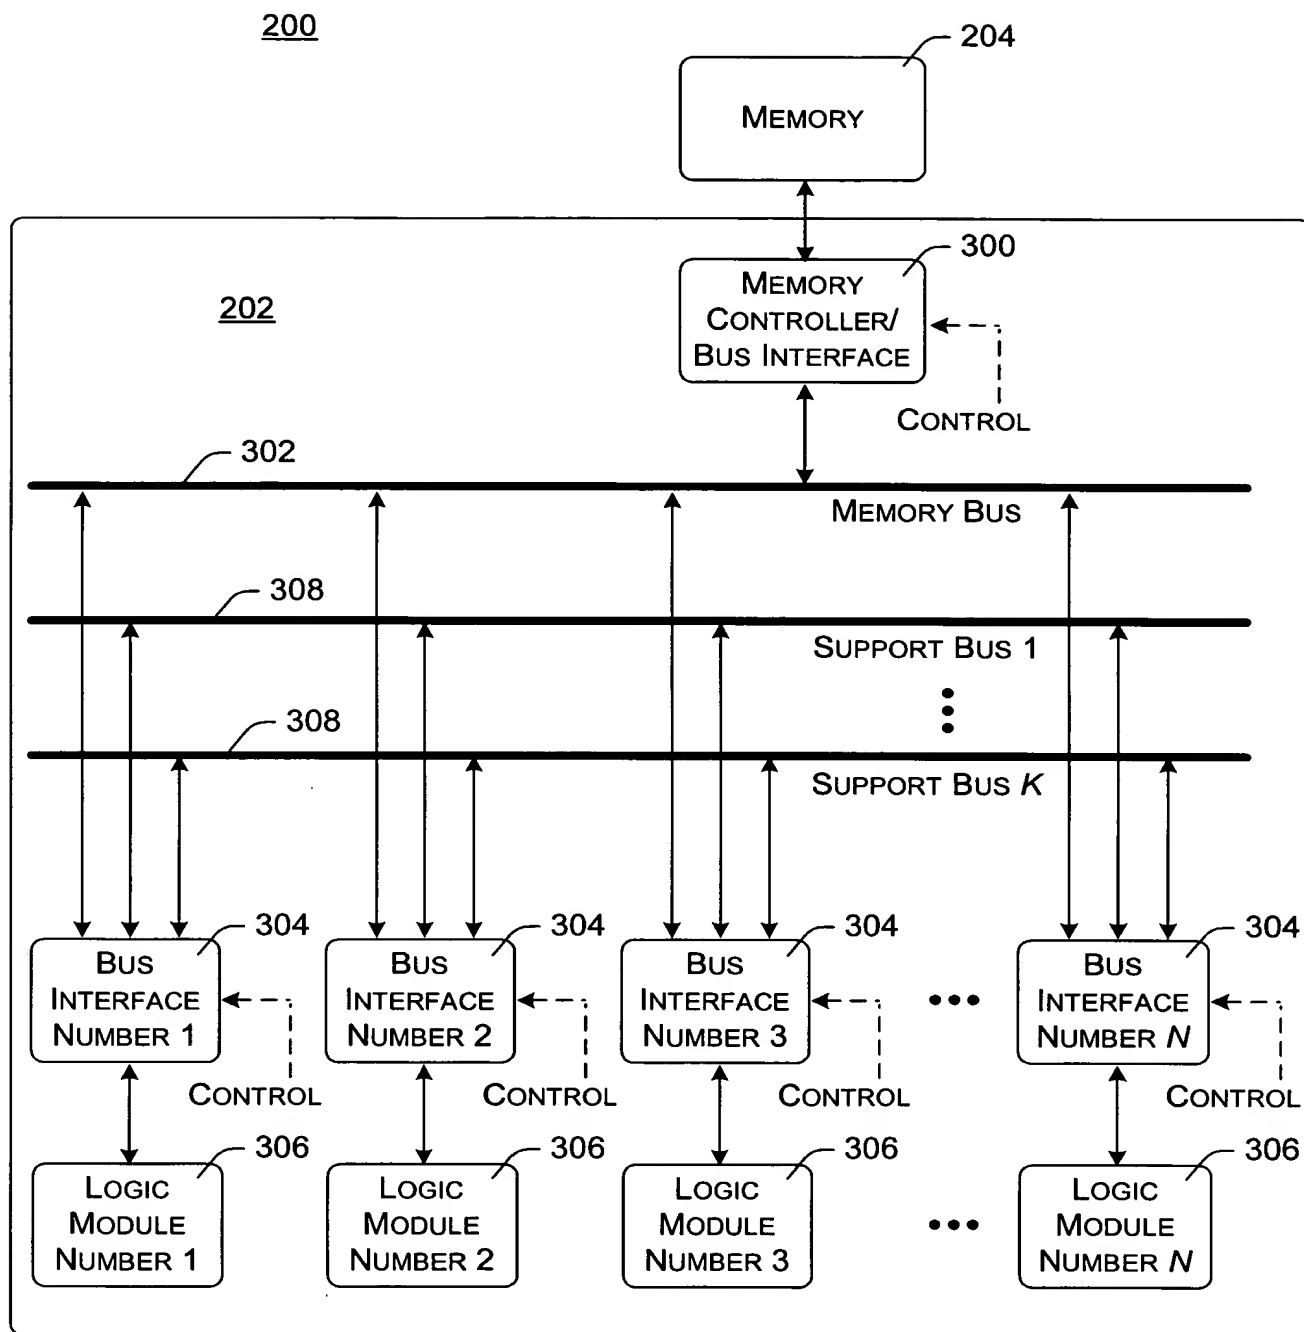 200
204
MEMORY
300
202
MEMORY
CONTROLLER/
BUS INTERFACE
CONTROL
302
MEMORY BUS
308
SUPPORT BUS 1
308
SUPPORT BUS K
304
304
304
304
BUS
INTERFACE
NUMBER 1
BUS
INTERFACE
NUMBER 2
BUS
INTERFACE
NUMBER 3
BUS
INTERFACE
NUMBER N
CONTROL
CONTROL
CONTROL
CONTROL
306
306
306
306
LOGIC
MODULE
NUMBER 1
LOGIC
MODULE
NUMBER 2
LOGIC
MODULE
NUMBER 3
LOGIC
MODULE
NUMBER N